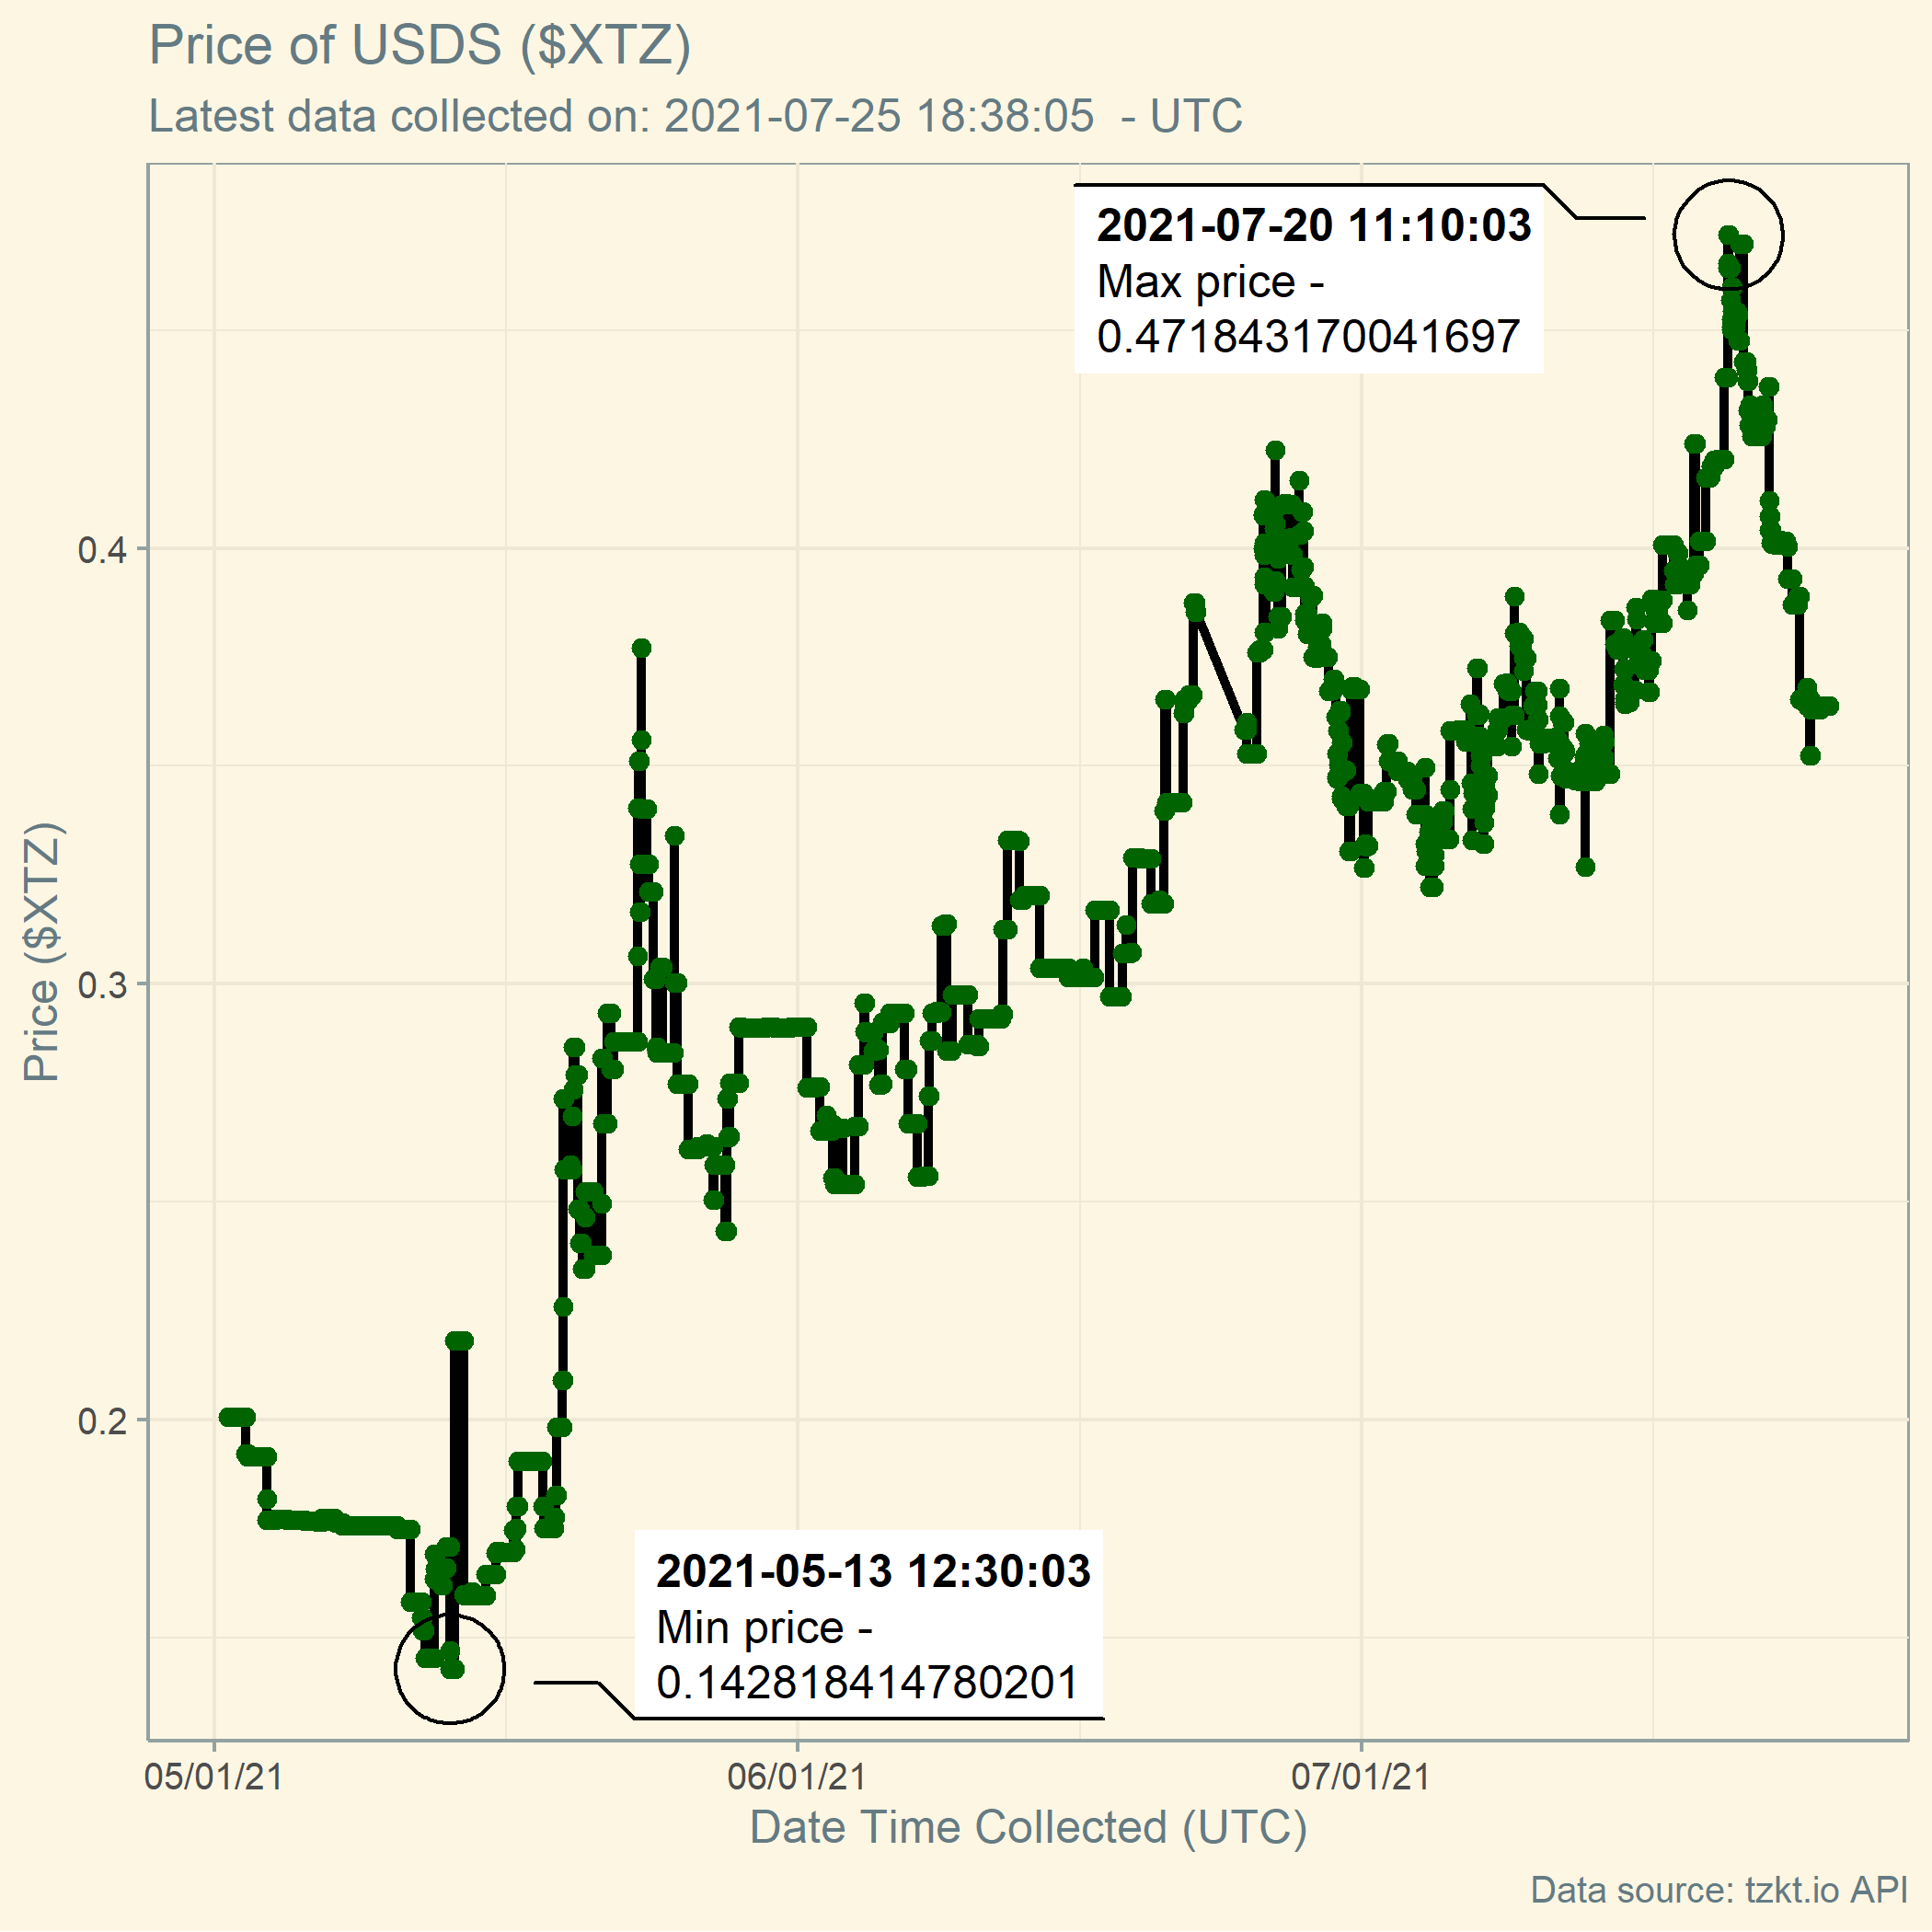 Price of USDS ($XTZ)
Latest data collected on: 2021-07-25 18:38:05  - UTC
2021-07-20 11:10:03
Max price -
0.471843170041697
0.4
0.3
0.2
Price ($XTZ)
2021-05-13 12:30:03
Min price -
0.142818414780201
05/01/21
06/01/21
07/01/21
Date Time Collected (UTC)
Data source: tzkt.io API